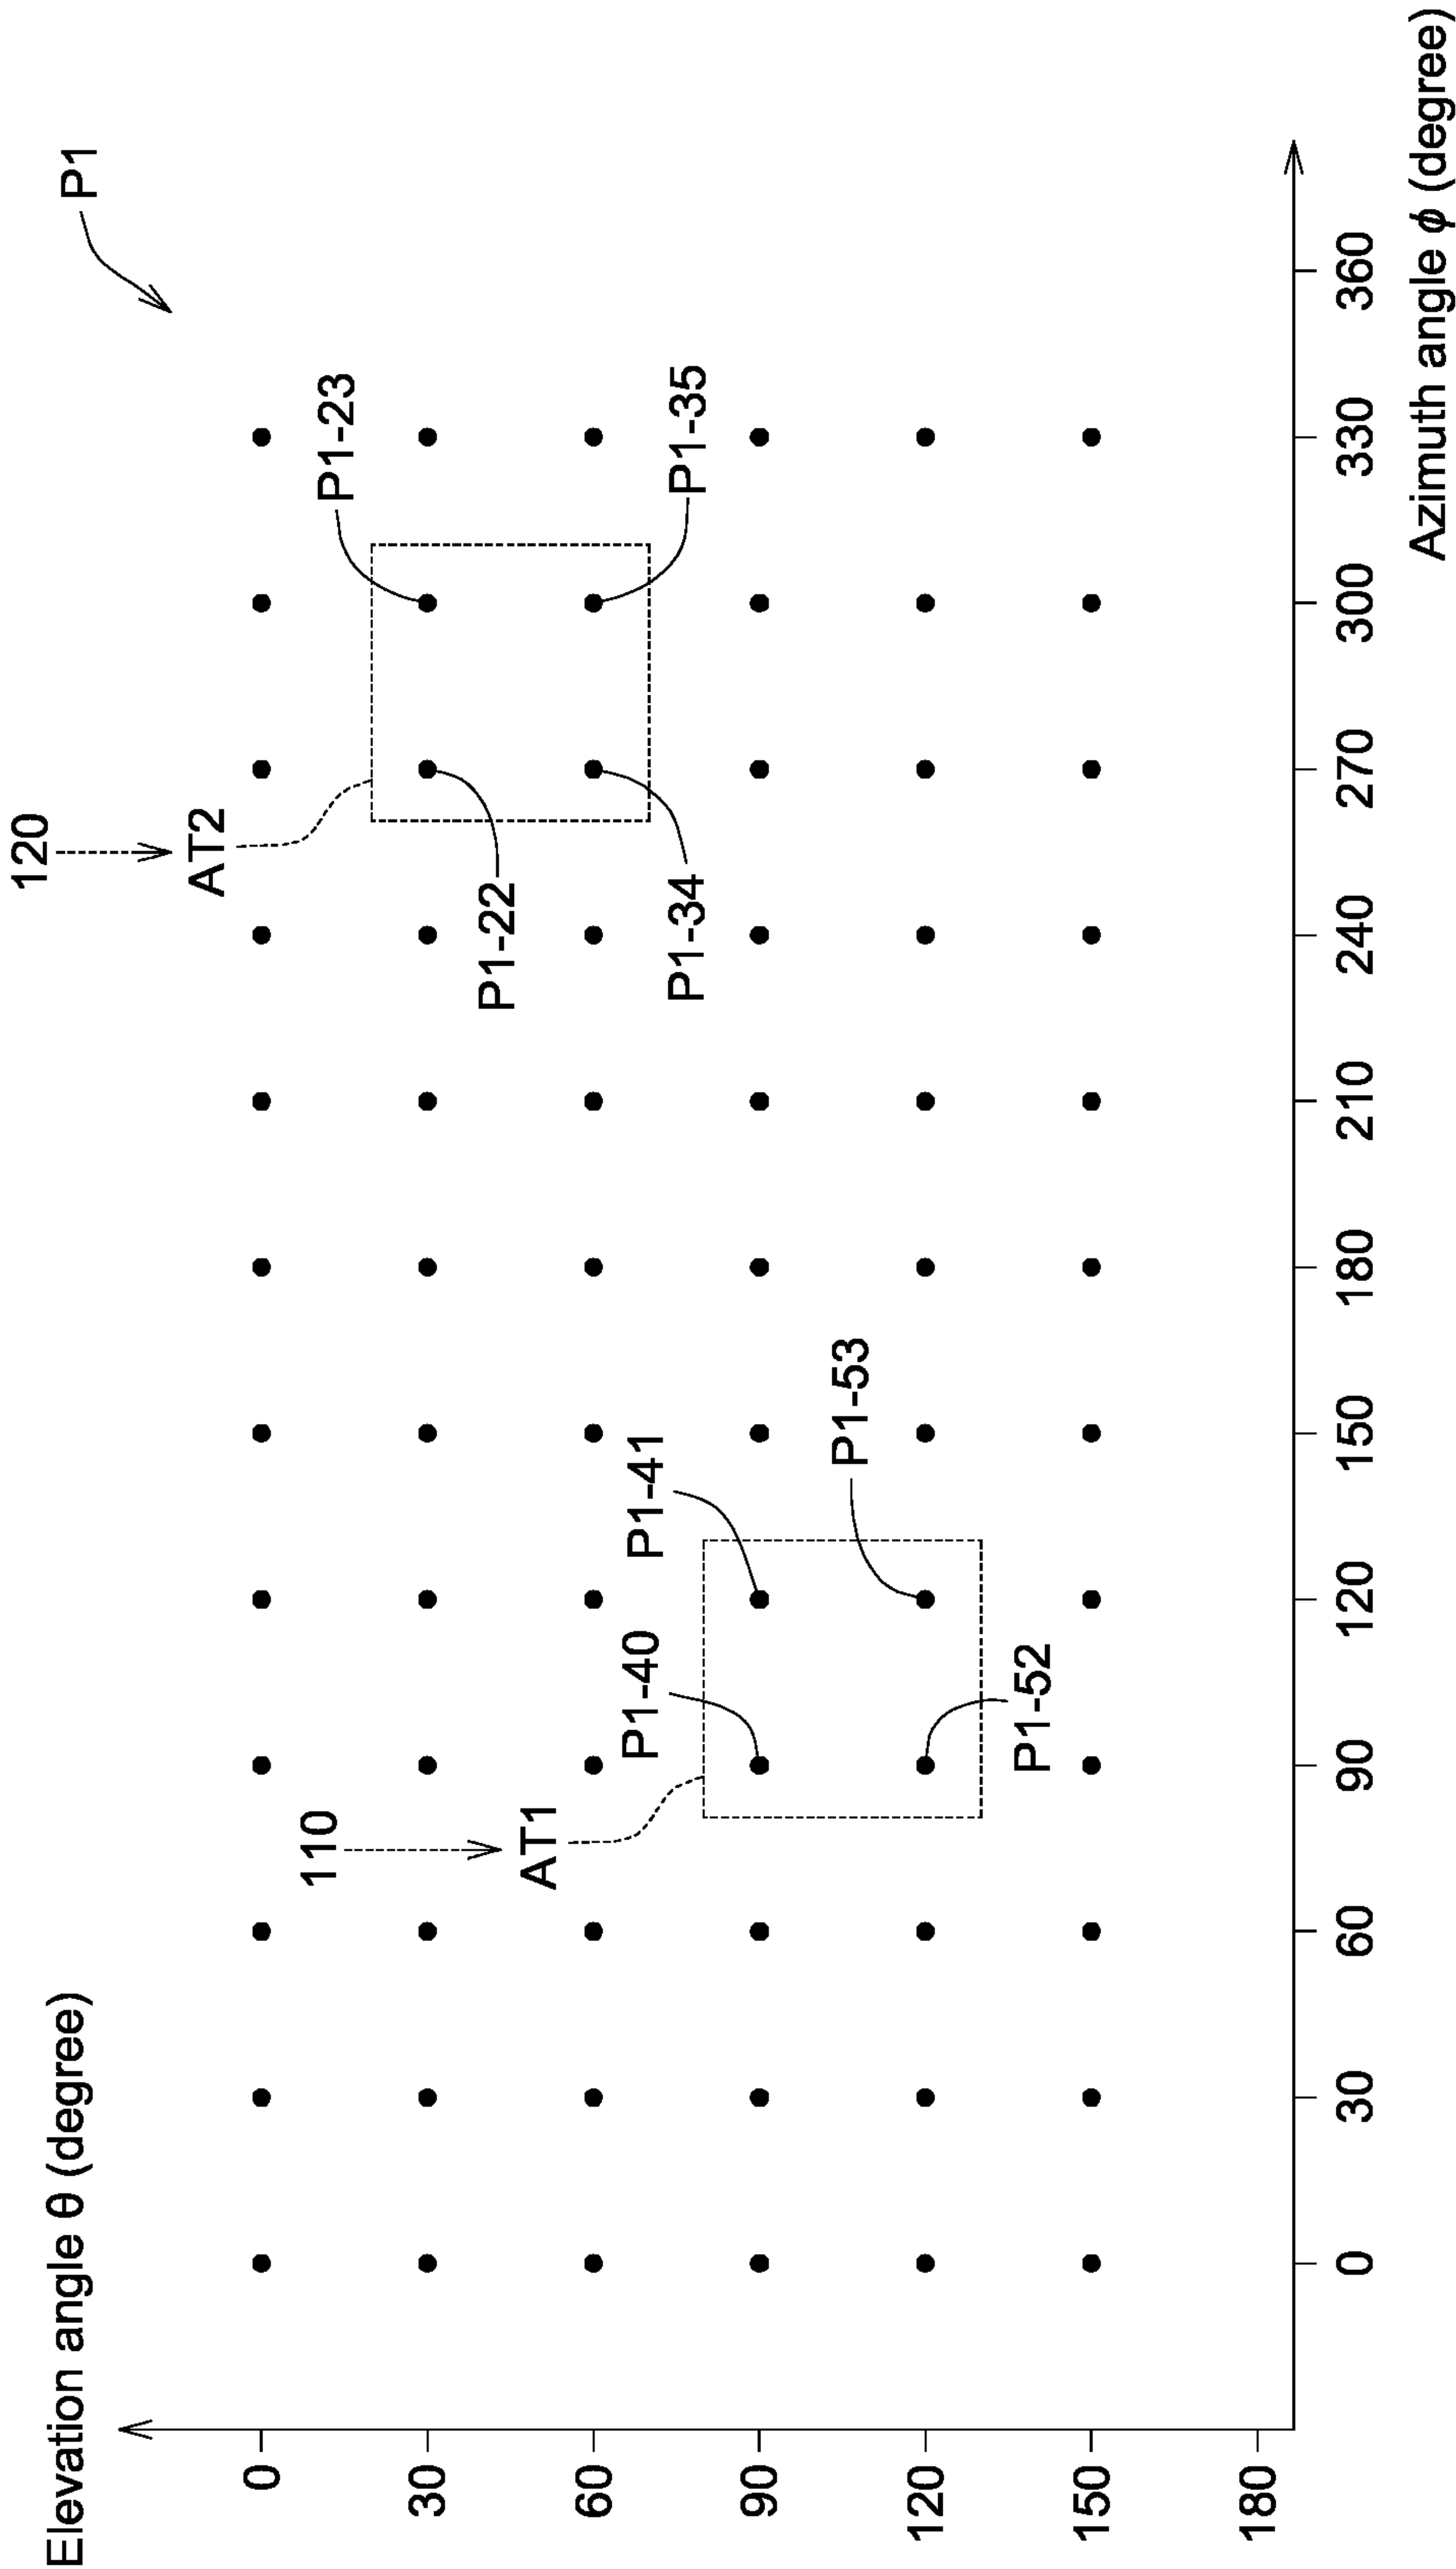 Elevation angle θ (degree)
P1
120
AT2
P1-23
P1-22
P1-35
P1-34
110
AT1
P1-41
P1-40
P1-53
P1-52
0
30
60
90
120
150
180
0
30
60
90
120
150
180
210
240
270
300
330
360
Azimuth angle ϕ (degree)